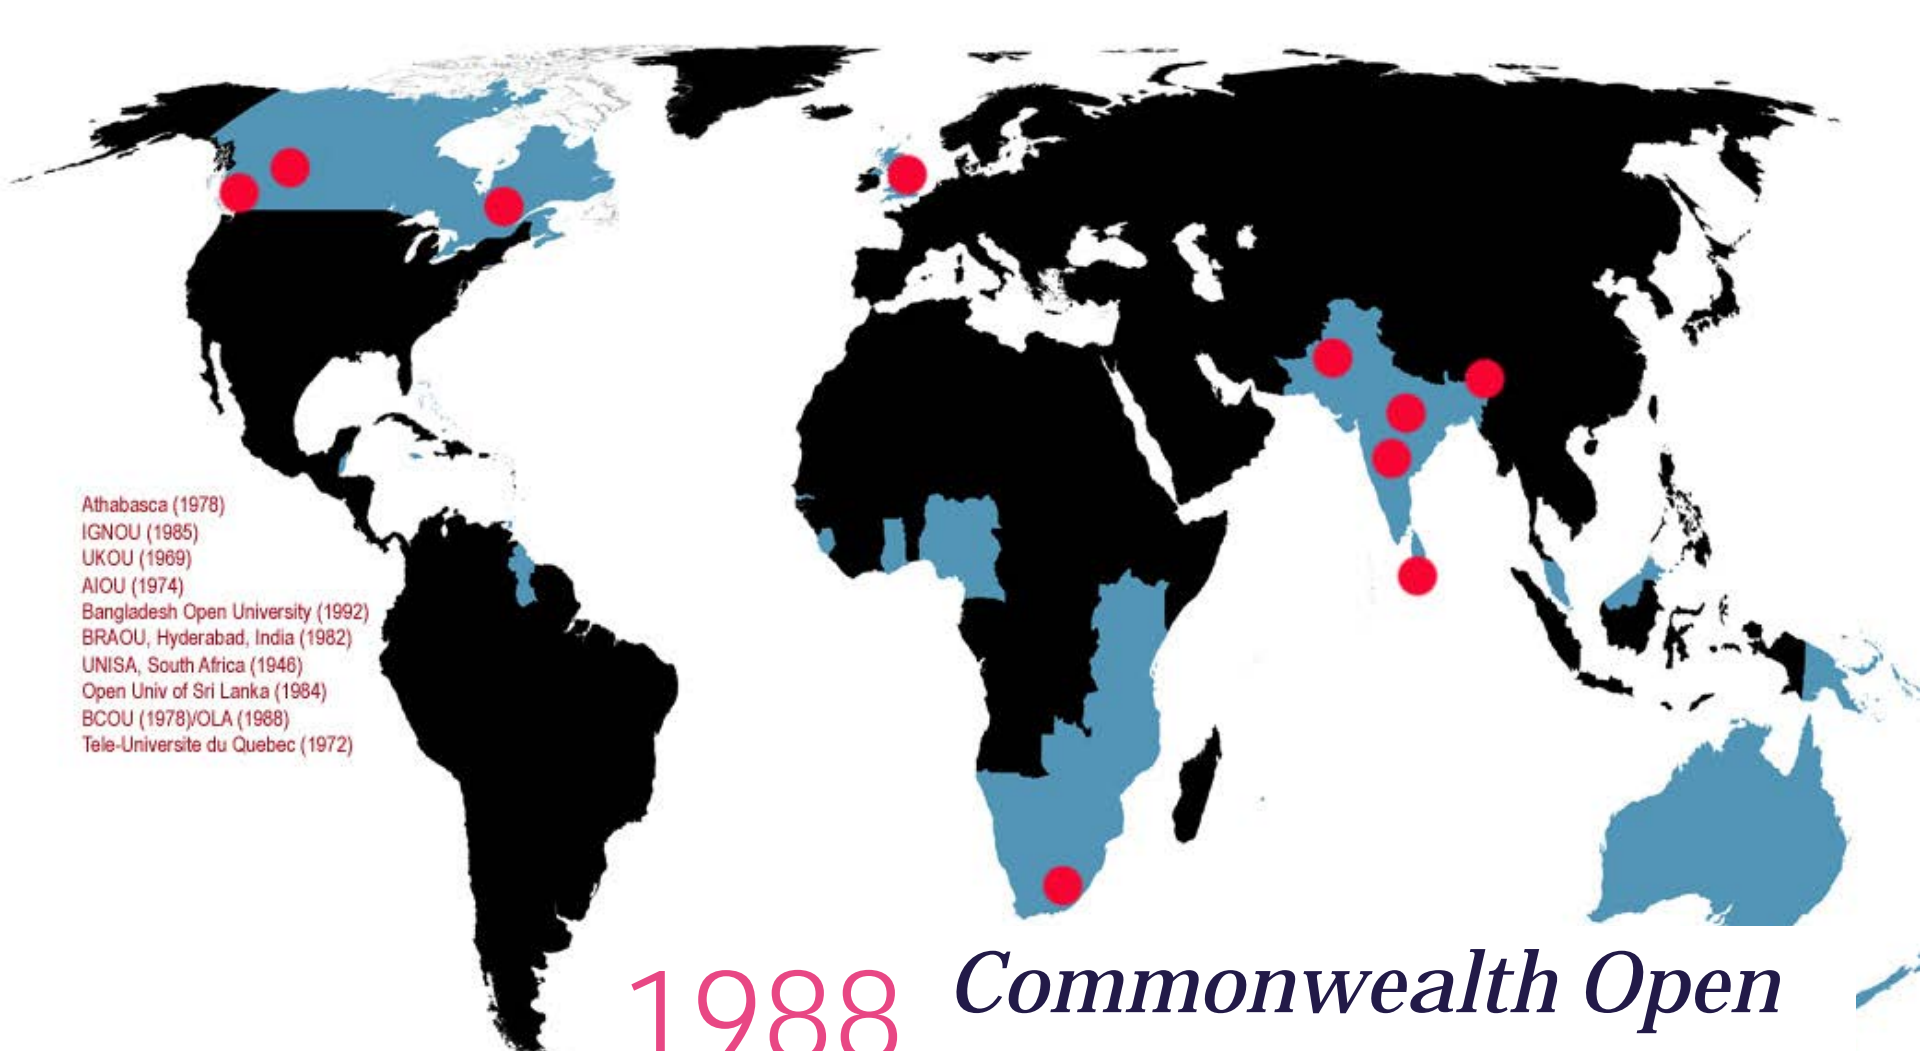 Athabasca (1978)
IGNOU (1985)
UKOU (1969)
AIOU (1974)
Bangladesh Open University (1992)
BRAOU, Hyderabad, India (1982)
UNISA, South Africa (1946)
Open Univ of Sri Lanka (1984)
BCOU (1978)/OLA (1988)
Tele-Universite du Quebec (1972)
1988 Commonwealth Open